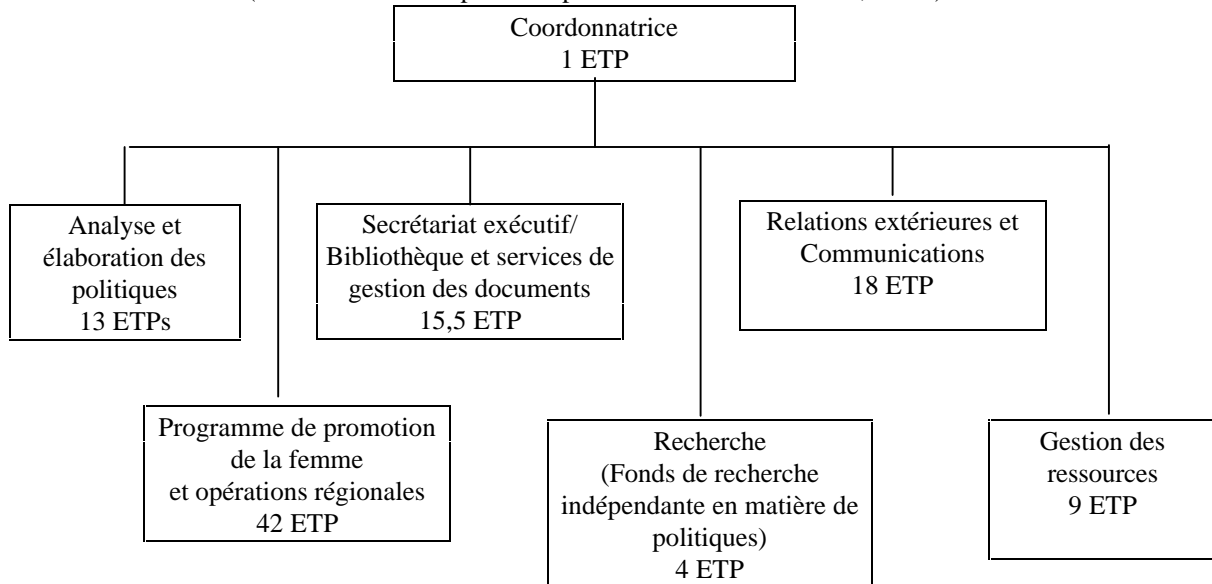 Coordonnatrice
1 ETP
Analyse et
élaboration des
politiques
13 ETPs
Secrétariat exécutif/
Bibliothèque et services de
gestion des documents
15,5 ETP
Relations extérieures et
Communications
18 ETP
Programme de promotion
de la femme
et opérations régionales
42 ETP
Recherche
(Fonds de recherche
indépendante en matière de
politiques)
4 ETP
Gestion des
ressources
9 ETP